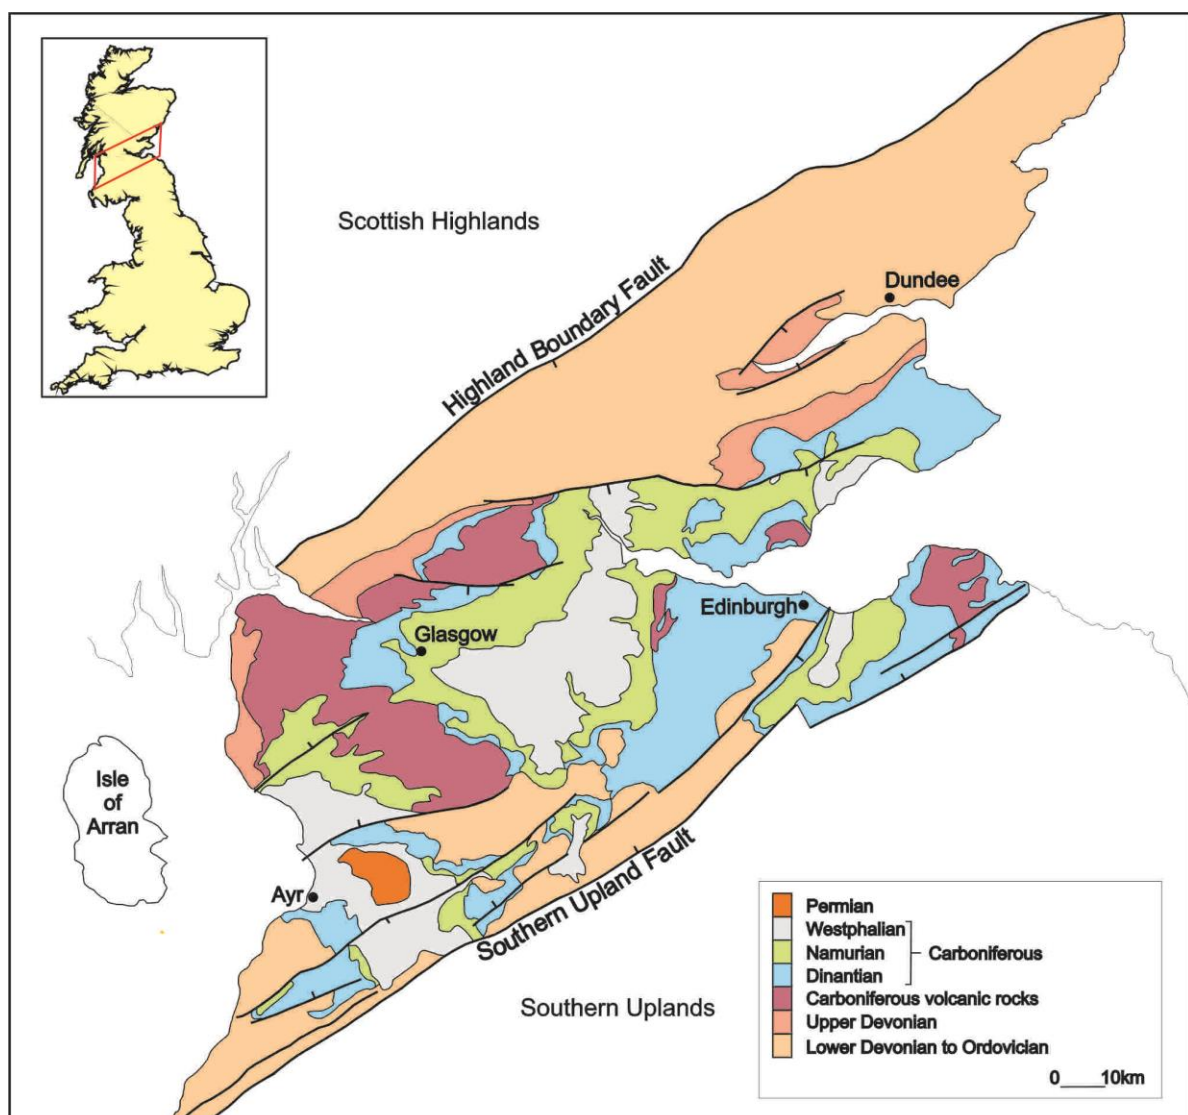 Scottish Highlands
Highland Boundary Fault
Dundee
Edinburgh
Glasgow
Isle
of
Arran
Ayr
Southern Upland Fault
Southern Uplands
Permian
Westphalian
Namurian
Carboniferous
Dinantian
Carboniferous volcanic rocks
Upper Devonian
Lower Devonian to Ordovician
0 10km